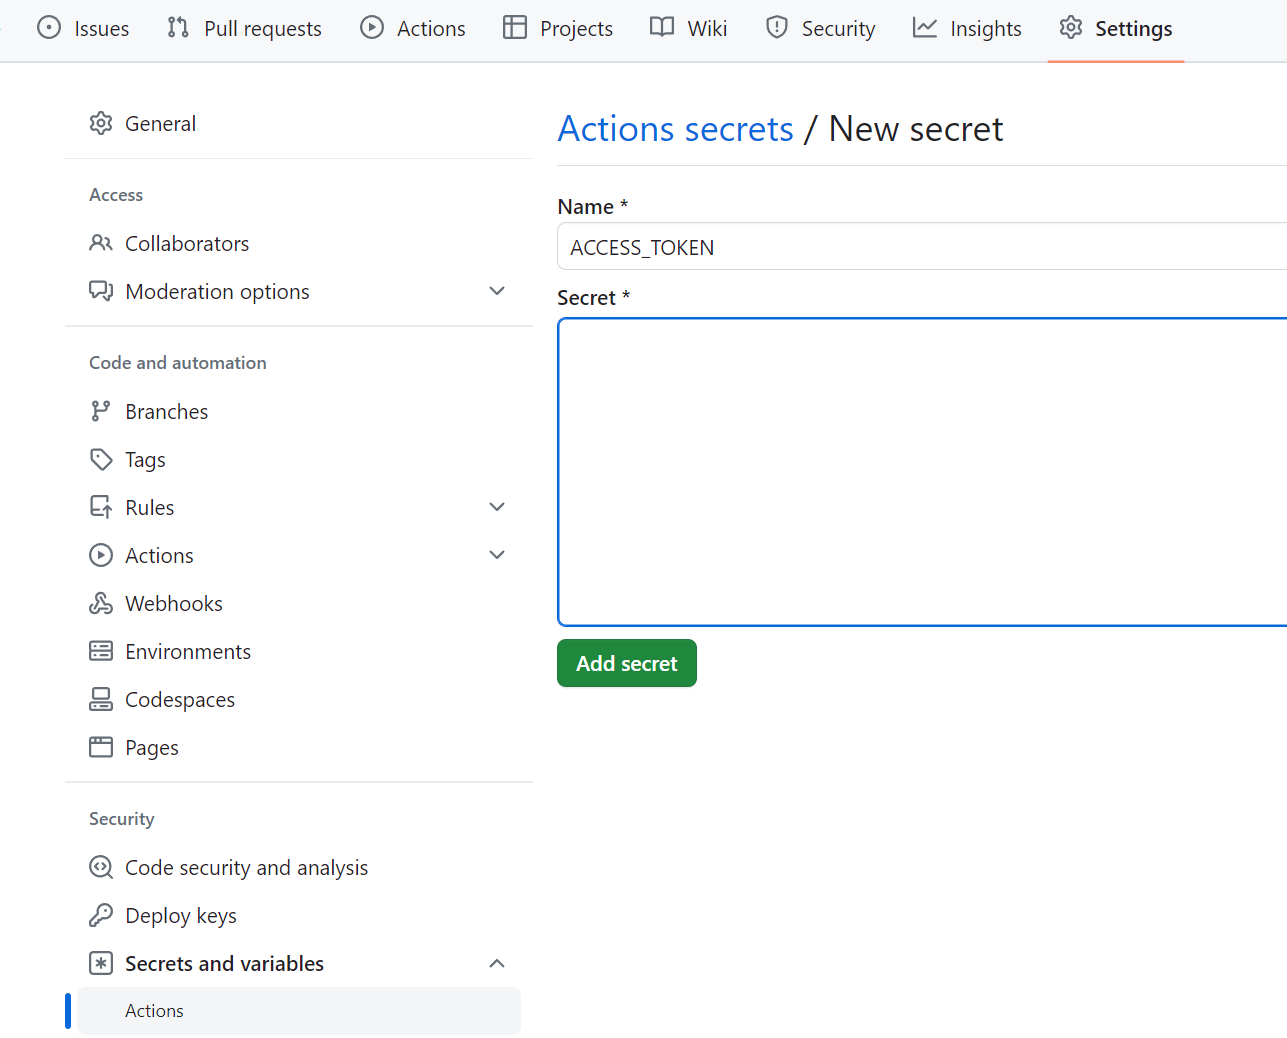 Issues Pull requests Actions Projects Wiki Security Insights Settings
General
Access
Collaborators
Moderation options
Code and automation
Branches
Tags
Rules
Actions
Webhooks
Environments
Codespaces
Pages
Security
Code security and analysis
Deploy keys
Secrets and variables
Actions
Actions secrets / New secret
Name *
ACCESS_TOKEN
Secret *
Add secret